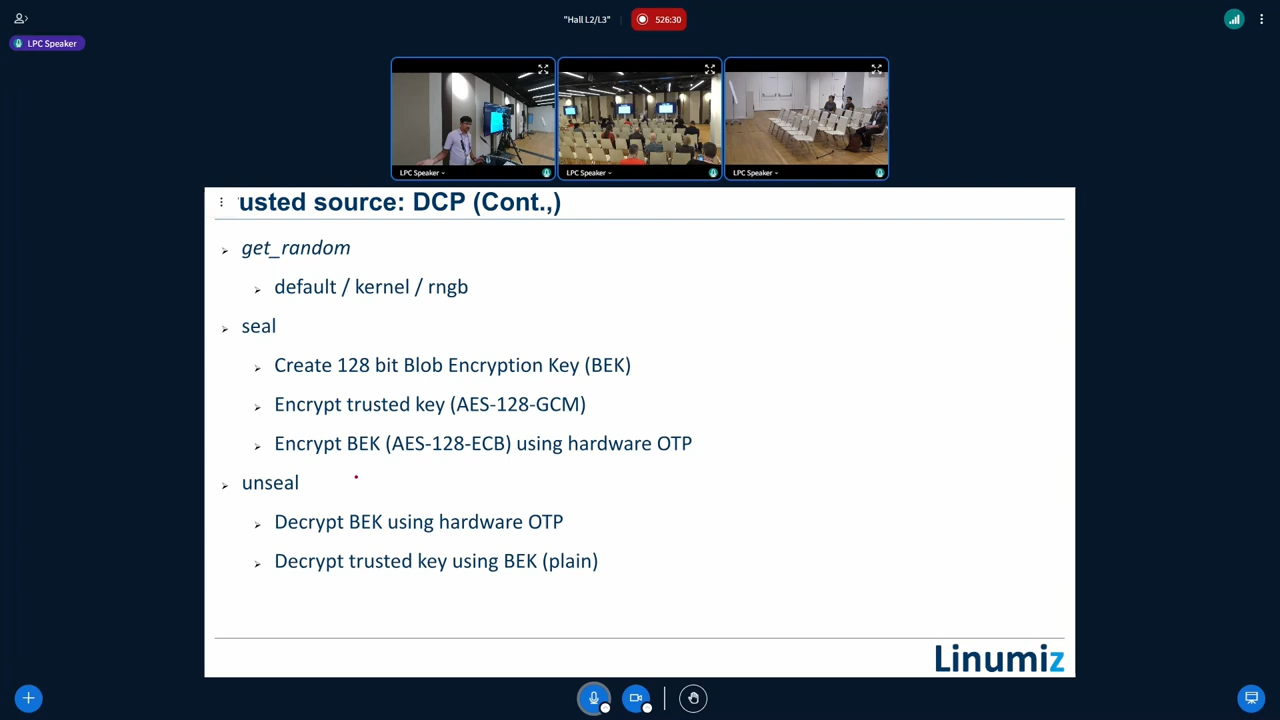 "Hall L2/L3"
526:30
LPC Speaker
LPC Speaker
LPC Speaker
LPC Speaker
usted source: DCP (Cont.,)
get_random
default / kernel / rngb
seal
Create 128 bit Blob Encryption Key (BEK)
Encrypt trusted key (AES-128-GCM)
Encrypt BEK (AES-128-ECB) using hardware OTP
unseal
Decrypt BEK using hardware OTP
Decrypt trusted key using BEK (plain)
Linumiz